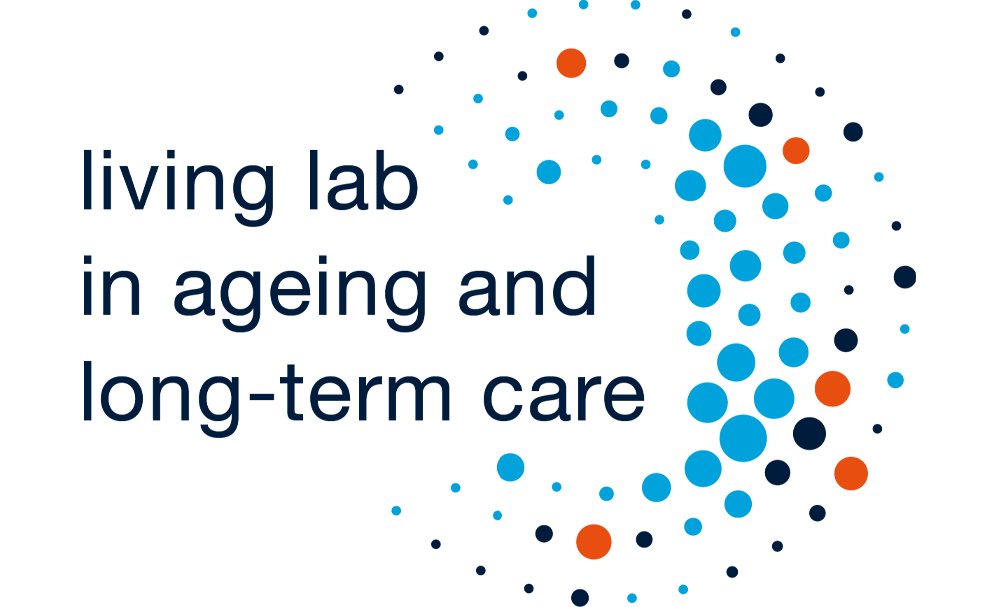 living lab
in ageing and
long-term care